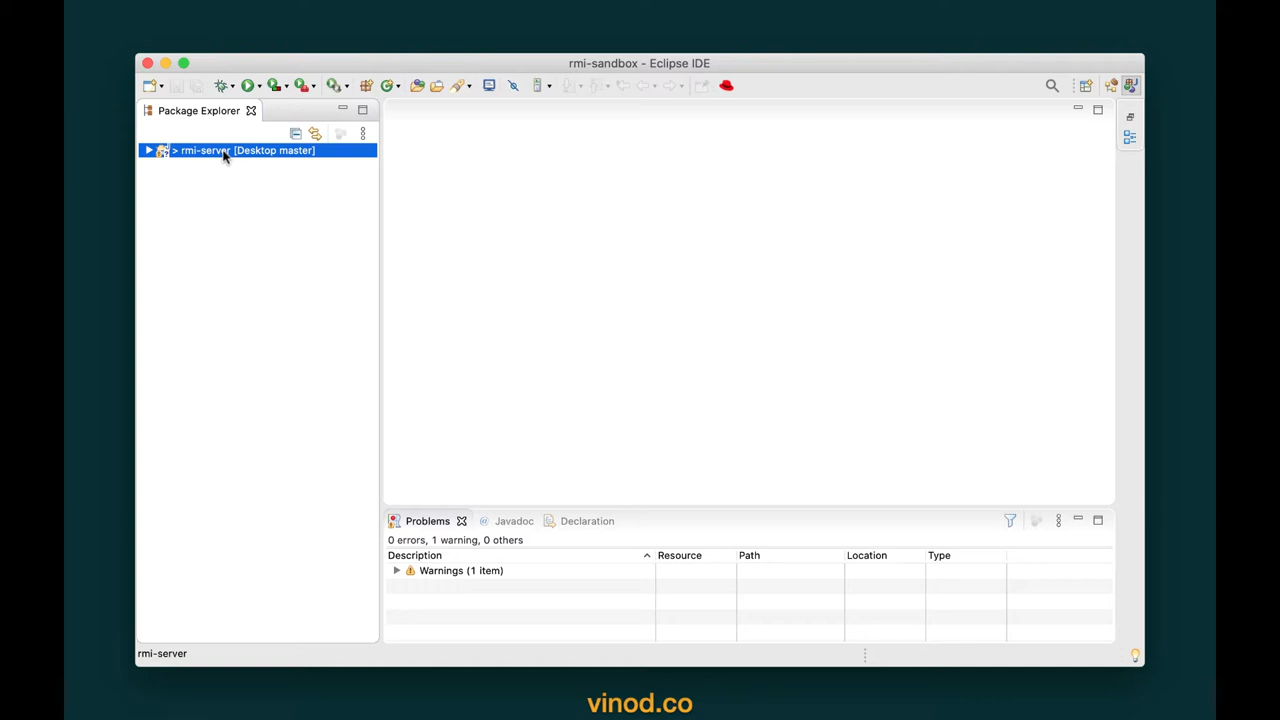 rmi-sandbox - Eclipse IDE
Package Explorer
> rmi-server [Desktop master]
Problems
@ Javadoc
Declaration
0 errors, 1 warning, 0 others
Description Resource Path Location Type
Warnings (1 item)
rmi-server
vinod.co